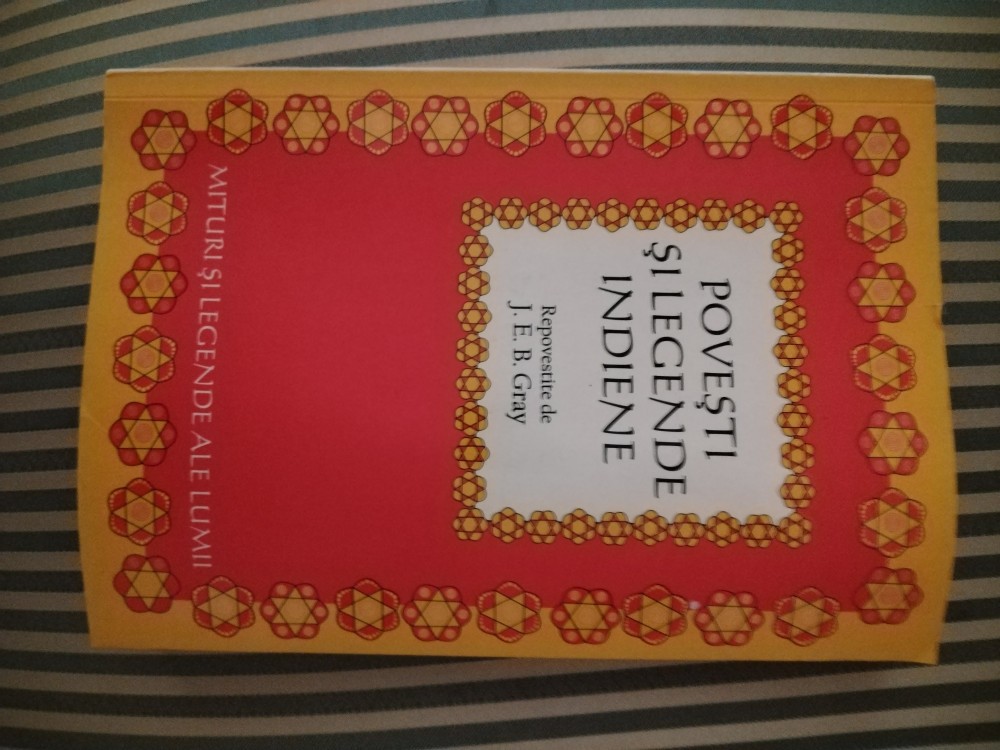 POVEȘTI
ȘI LEGENDE
INDIENE
Repovestite de
J. E. B. Gray
MITURI ȘI LEGENDE ALE LUMII